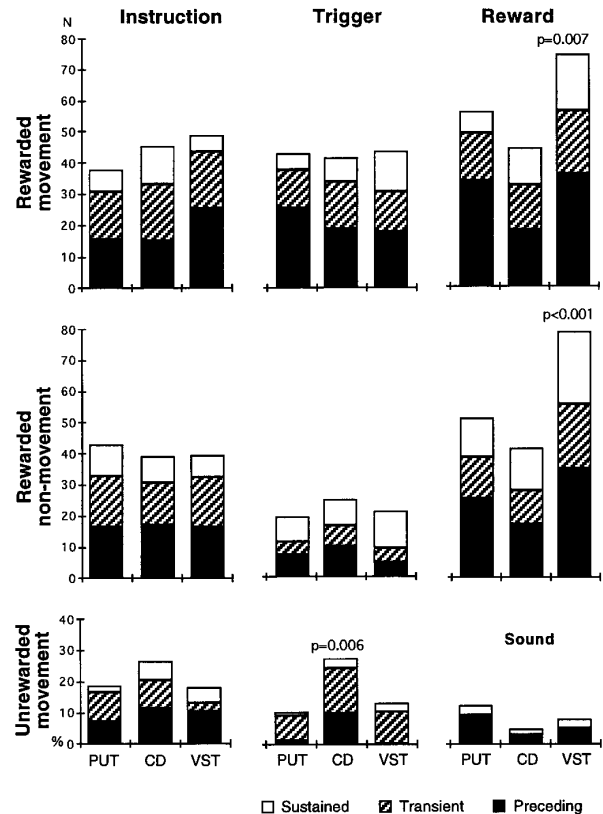 Instruction Trigger Reward
N
80
70
60
50
40
30
20
10
0
Rewarded
movement
p=0.007
80
70
60
50
40
30
20
10
0
Rewarded
non-movement
p<0.001
40
30
20
10
% 0
Unrewarded
movement
p=0.006
Sound
PUT CD VST PUT CD VST PUT CD VST
Sustained Transient Preceding